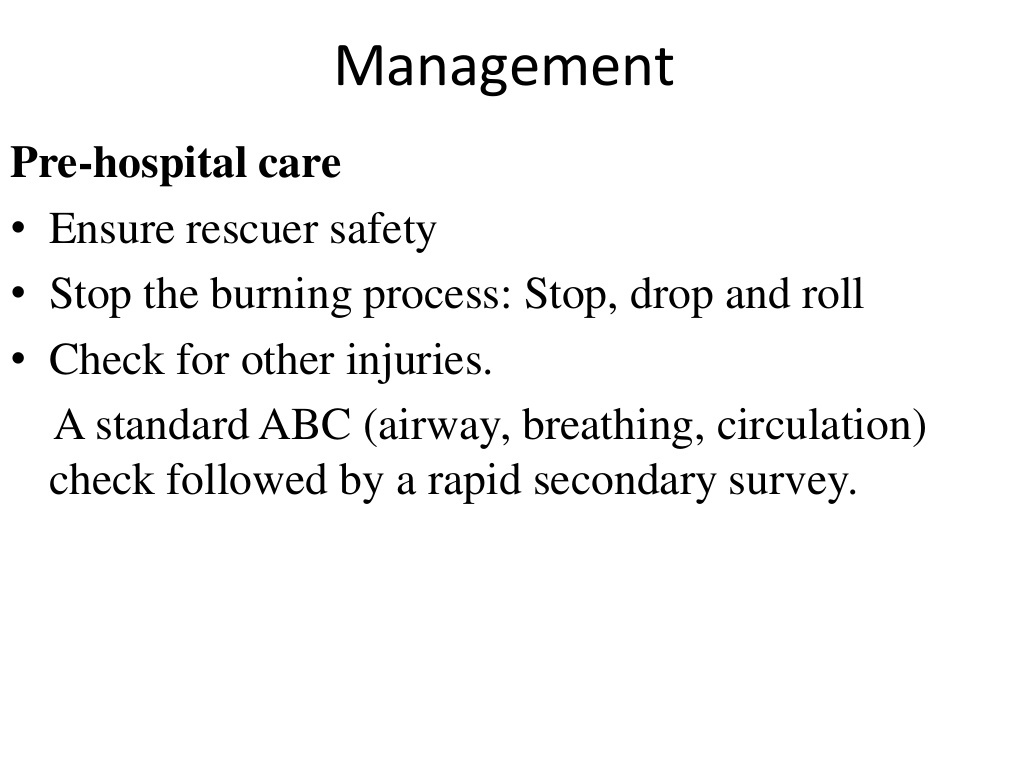 Management
Pre-hospital care
• Ensure rescuer safety
• Stop the burning process: Stop, drop and roll
• Check for other injuries.
A standard ABC (airway, breathing, circulation)
check followed by a rapid secondary survey.